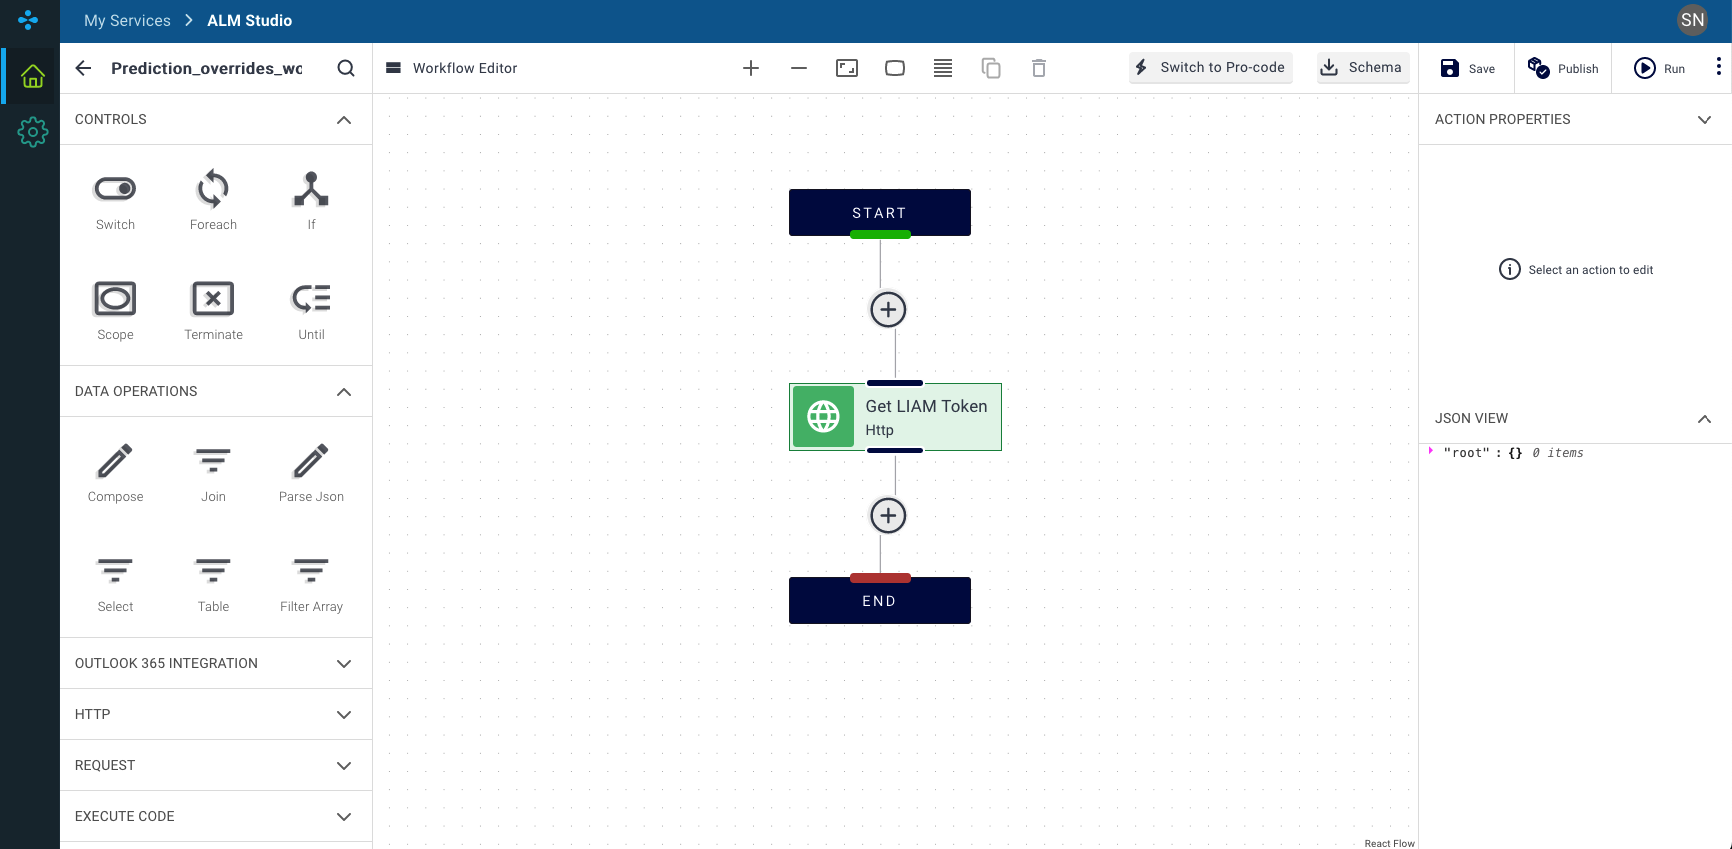 My Services > ALM Studio
SN
Prediction_overrides_wo
Workflow Editor
Switch to Pro-code
Schema
Save
Publish
Run
CONTROLS
Switch
Foreach
If
Scope
Terminate
Until
DATA OPERATIONS
Compose
Join
Parse Json
Select
Table
Filter Array
OUTLOOK 365 INTEGRATION
HTTP
REQUEST
EXECUTE CODE
START
Get LIAM Token
Http
END
React Flow
ACTION PROPERTIES
Select an action to edit
JSON VIEW
"root" : {} 0 items